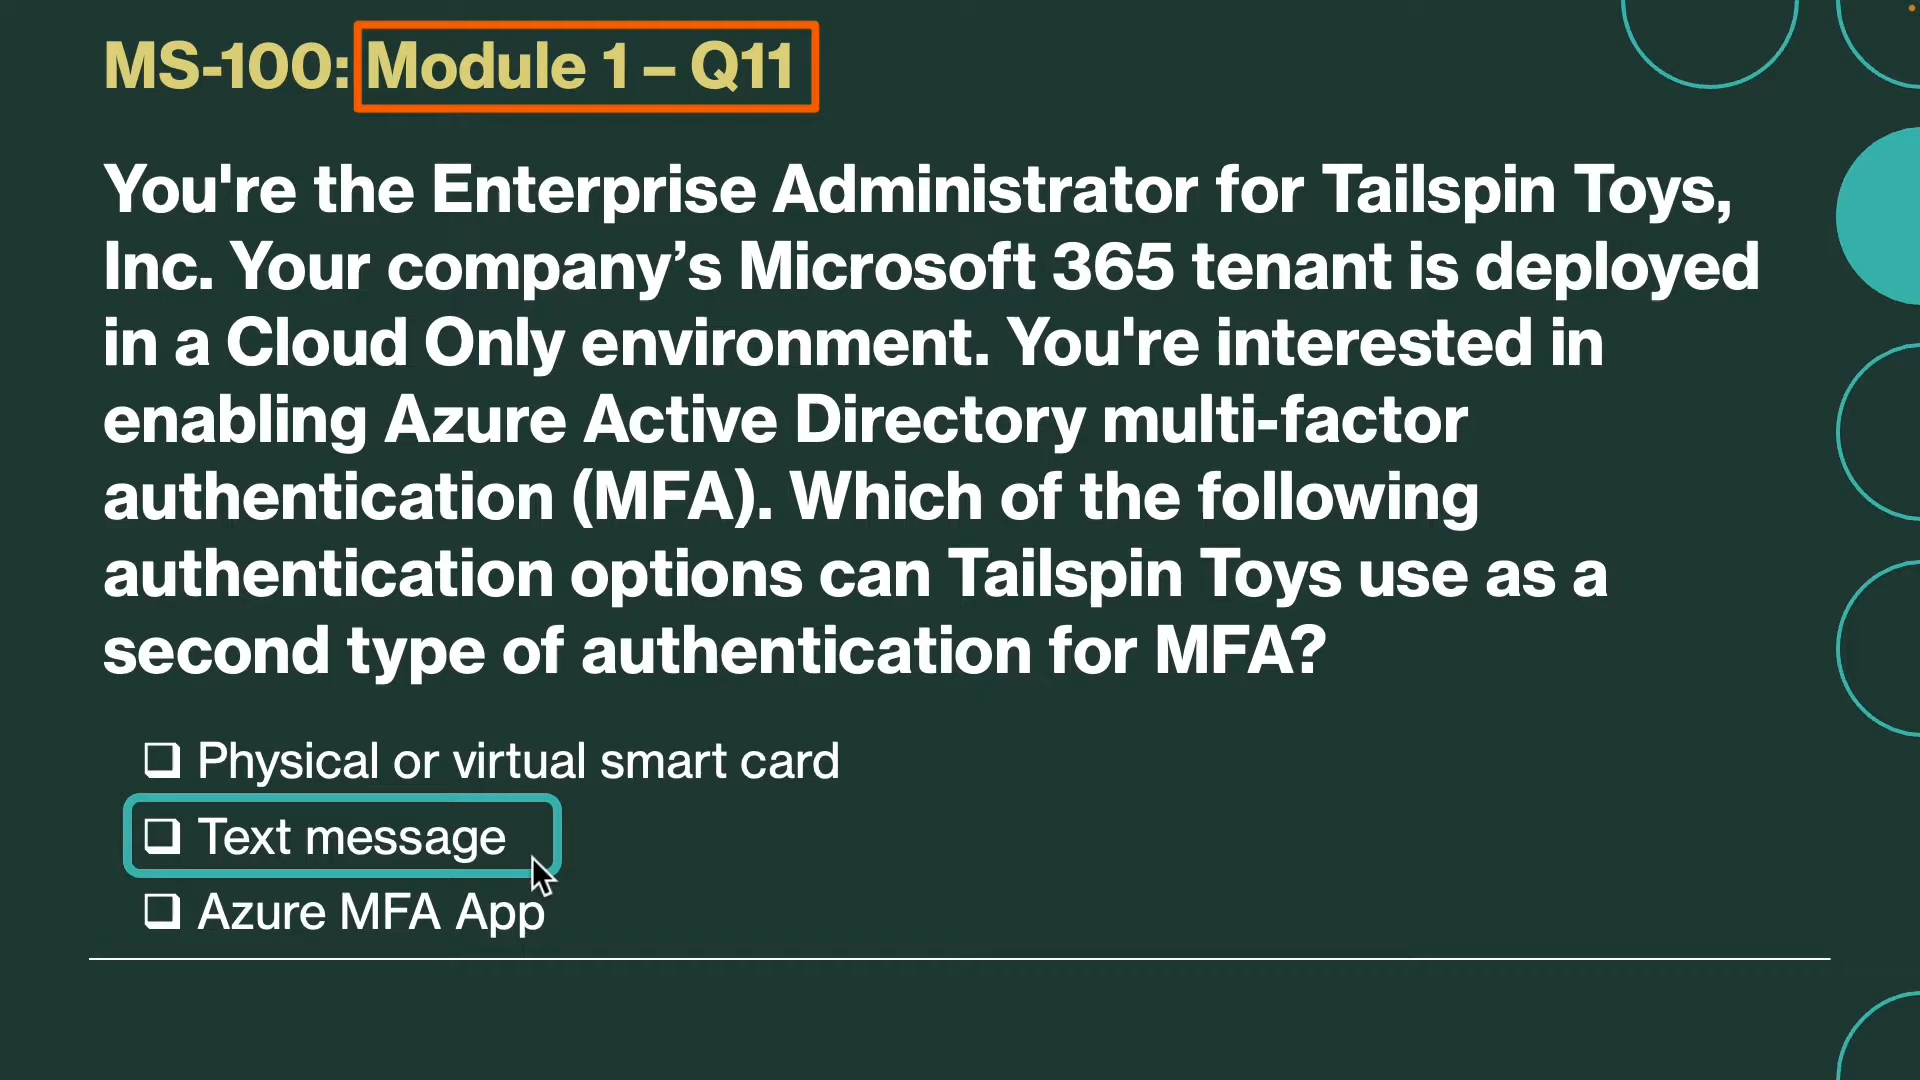 MS-100: Module 1 – Q11
You're the Enterprise Administrator for Tailspin Toys,
Inc. Your company’s Microsoft 365 tenant is deployed
in a Cloud Only environment. You're interested in
enabling Azure Active Directory multi-factor
authentication (MFA). Which of the following
authentication options can Tailspin Toys use as a
second type of authentication for MFA?
❑ Physical or virtual smart card
❑ Text message
❑ Azure MFA App